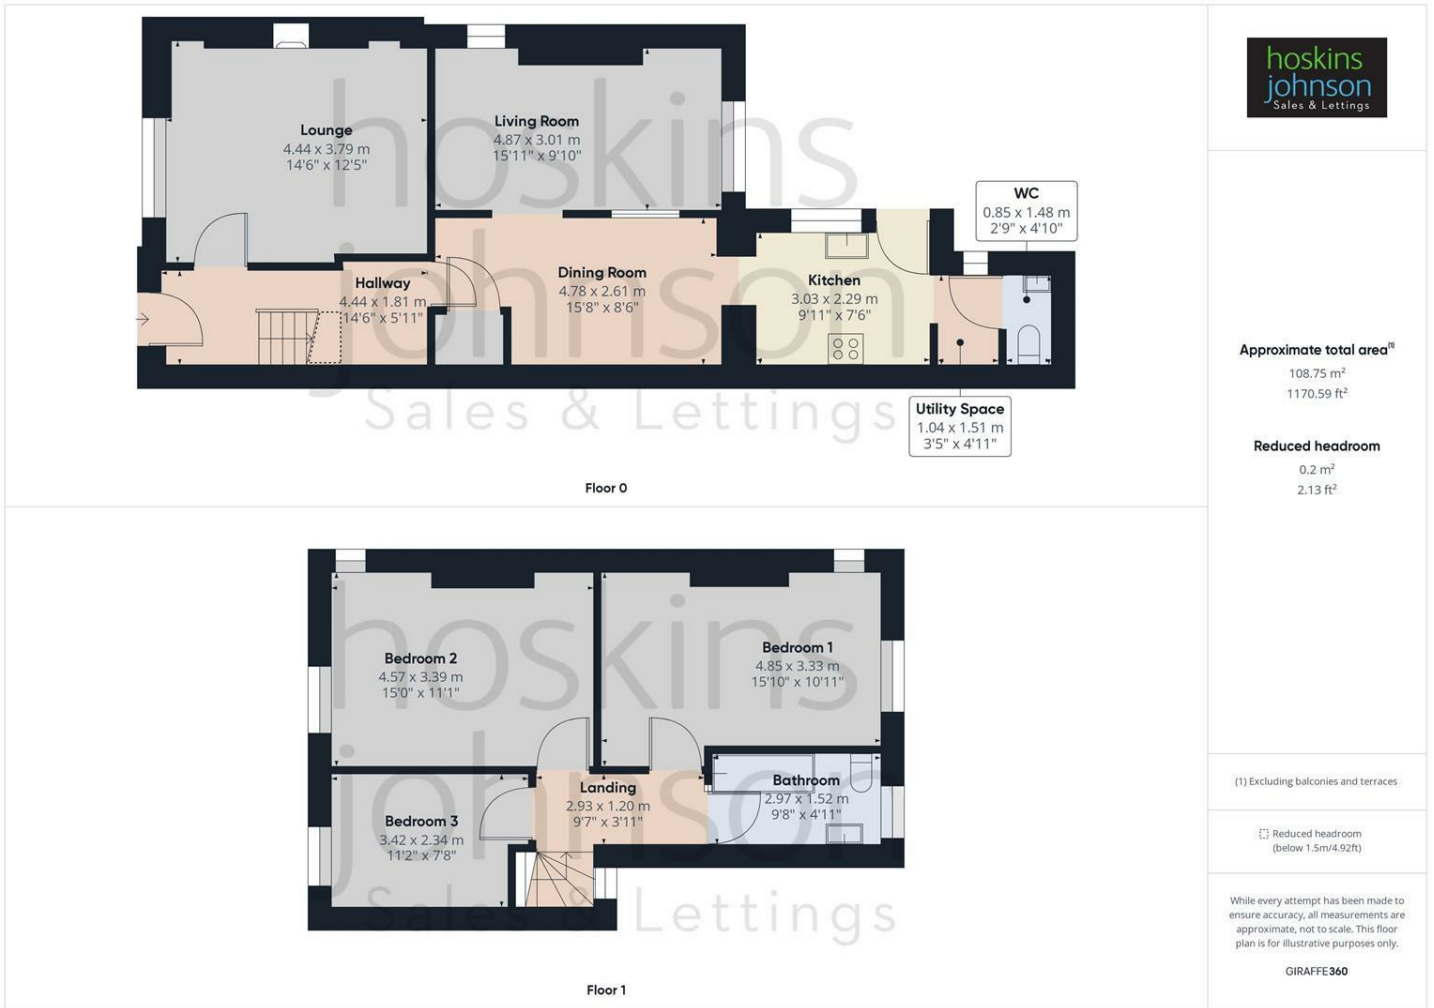 hoskins
johnson
Sales & Lettings
Lounge
4.44 x 3.79 m
14'6" x 12'5"
Living Room
4.87 x 3.01 m
15'11" x 9'10"
WC
0.85 x 1.48 m
2'9" x 4'10"
Hallway
4.44 x 1.81 m
14'6" x 5'11"
Dining Room
4.78 x 2.61 m
15'8" x 8'6"
Kitchen
3.03 x 2.29 m
9'11" x 7'6"
Utility Space
1.04 x 1.51 m
3'5" x 4'11"
hoskins
johnson
Sales & Lettings
Floor 0
Bedroom 2
4.57 x 3.39 m
15'0" x 11'1"
Bedroom 1
4.85 x 3.33 m
15'10" x 10'11"
Landing
2.93 x 1.20 m
9'7" x 3'11"
Bathroom
2.97 x 1.52 m
9'8" x 4'11"
Bedroom 3
3.42 x 2.34 m
11'2" x 7'8"
hoskins
johnson
Sales & Lettings
Floor 1
Approximate total area⁽¹⁾
108.75 m²
1170.59 ft²
Reduced headroom
0.2 m²
2.13 ft²
(1) Excluding balconies and terraces
Reduced headroom
(below 1.5m/4.92ft)
While every attempt has been made to
ensure accuracy, all measurements are
approximate, not to scale. This floor
plan is for illustrative purposes only.
GIRAFFE360